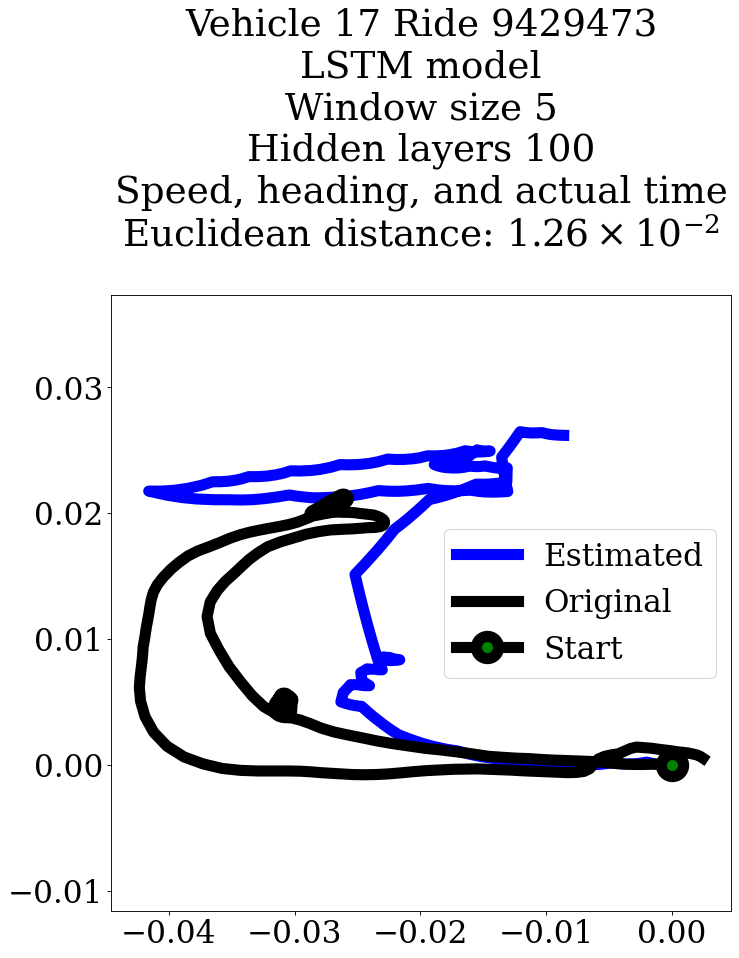 Vehicle 17 Ride 9429473
LSTM model
Window size 5
Hidden layers 100
Speed, heading, and actual time
Euclidean distance: 1.26 × 10⁻²
0.03
0.02
0.01
0.00
−0.01
Estimated
Original
Start
−0.04 −0.03 −0.02 −0.01 0.00